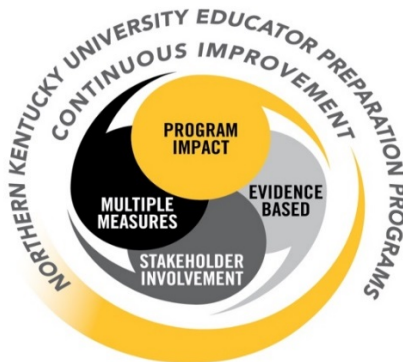 NORTHERN KENTUCKY UNIVERSITY EDUCATOR PREPARATION PROGRAMS
CONTINUOUS IMPROVEMENT
PROGRAM
IMPACT
MULTIPLE
MEASURES
EVIDENCE
BASED
STAKEHOLDER
INVOLVEMENT